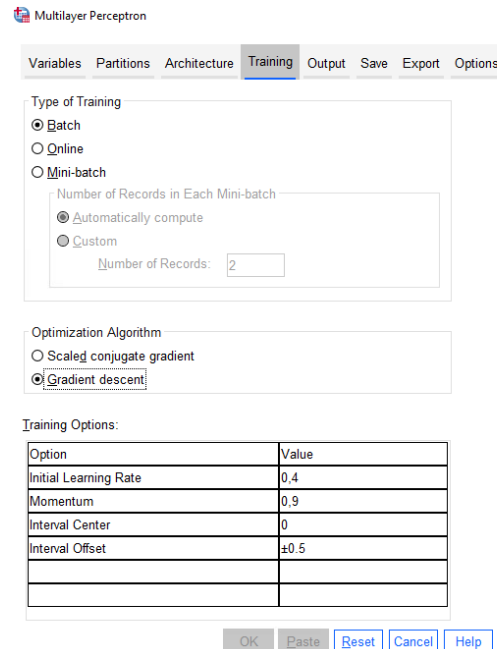 Multilayer Perceptron
Variables Partitions Architecture Training Output Save Export Options
Type of Training
Batch
Online
Mini-batch
Number of Records in Each Mini-batch
Automatically compute
Custom
Number of Records: 2
Optimization Algorithm
Scaled conjugate gradient
Gradient descent
Training Options:
Option Value
Initial Learning Rate 0,4
Momentum 0,9
Interval Center 0
Interval Offset ±0.5
OK Paste Reset Cancel Help